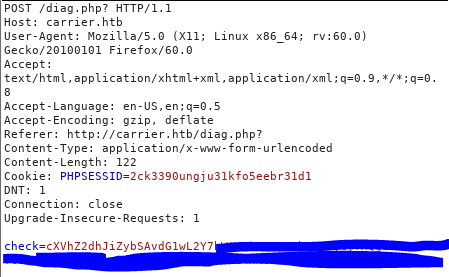 POST /diag.php? HTTP/1.1
Host: carrier.htb
User-Agent: Mozilla/5.0 (X11; Linux x86_64; rv:60.0)
Gecko/20100101 Firefox/60.0
Accept:
text/html,application/xhtml+xml,application/xml;q=0.9,*/*;q=0.
8
Accept-Language: en-US,en;q=0.5
Accept-Encoding: gzip, deflate
Referer: http://carrier.htb/diag.php?
Content-Type: application/x-www-form-urlencoded
Content-Length: 122
Cookie: PHPSESSID=2ck3390ungju31kfo5eebr31d1
DNT: 1
Connection: close
Upgrade-Insecure-Requests: 1
check=cXVhZ2dhJiZybSAvdG1wL2Y7